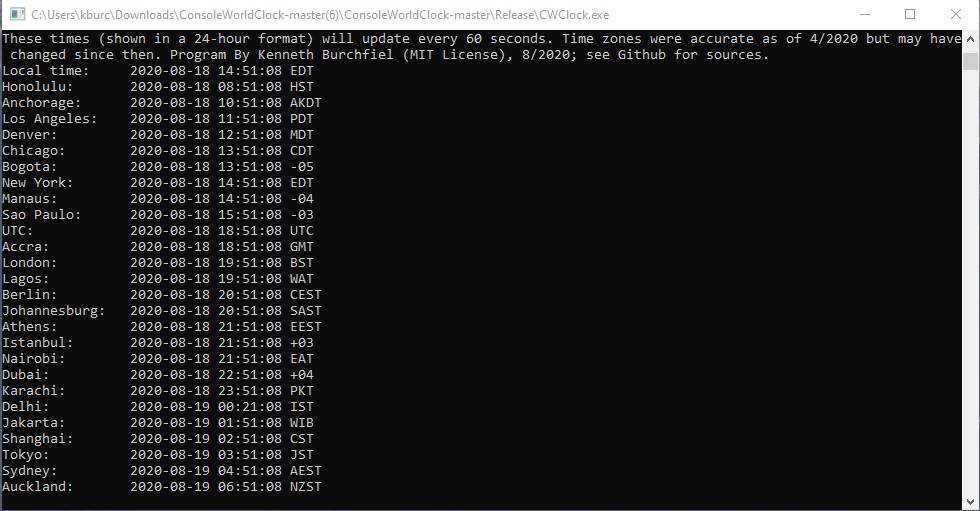 C:\Users\kburc\Downloads\ConsoleWorldClock-master(6)\ConsoleWorldClock-master\Release\CWClock.exe
These times (shown in a 24-hour format) will update every 60 seconds. Time zones were accurate as of 4/2020 but may have
changed since then. Program By Kenneth Burchfiel (MIT License), 8/2020; see Github for sources.
Local time: 2020-08-18 14:51:08 EDT
Honolulu: 2020-08-18 08:51:08 HST
Anchorage: 2020-08-18 10:51:08 AKDT
Los Angeles: 2020-08-18 11:51:08 PDT
Denver: 2020-08-18 12:51:08 MDT
Chicago: 2020-08-18 13:51:08 CDT
Bogota: 2020-08-18 13:51:08 -05
New York: 2020-08-18 14:51:08 EDT
Manaus: 2020-08-18 14:51:08 -04
Sao Paulo: 2020-08-18 15:51:08 -03
UTC: 2020-08-18 18:51:08 UTC
Accra: 2020-08-18 18:51:08 GMT
London: 2020-08-18 19:51:08 BST
Lagos: 2020-08-18 19:51:08 WAT
Berlin: 2020-08-18 20:51:08 CEST
Johannesburg: 2020-08-18 20:51:08 SAST
Athens: 2020-08-18 21:51:08 EEST
Istanbul: 2020-08-18 21:51:08 +03
Nairobi: 2020-08-18 21:51:08 EAT
Dubai: 2020-08-18 22:51:08 +04
Karachi: 2020-08-18 23:51:08 PKT
Delhi: 2020-08-19 00:21:08 IST
Jakarta: 2020-08-19 01:51:08 WIB
Shanghai: 2020-08-19 02:51:08 CST
Tokyo: 2020-08-19 03:51:08 JST
Sydney: 2020-08-19 04:51:08 AEST
Auckland: 2020-08-19 06:51:08 NZST